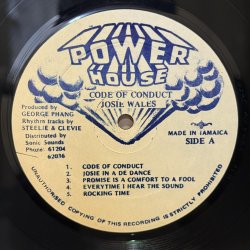 POWER
HOUSE
CODE OF CONDUCT
JOSIE WALES
Produced by
GEORGE PHANG
Rhythm tracks by
STEELIE & CLEVIE
Distributed by
Sonic Sounds
Phone: 61204
62036
MADE IN JAMAICA
SIDE A
1 CODE OF CONDUCT
2 JOSIE IN A DE DANCE
3 PROMISE IS A COMFORT TO A FOOL
4 EVERYTIME I HEAR THE SOUND
5 ROCKING TIME
UNAUTHORISED COPYING OF THIS RECORDING IS STRICTLY PROHIBITED